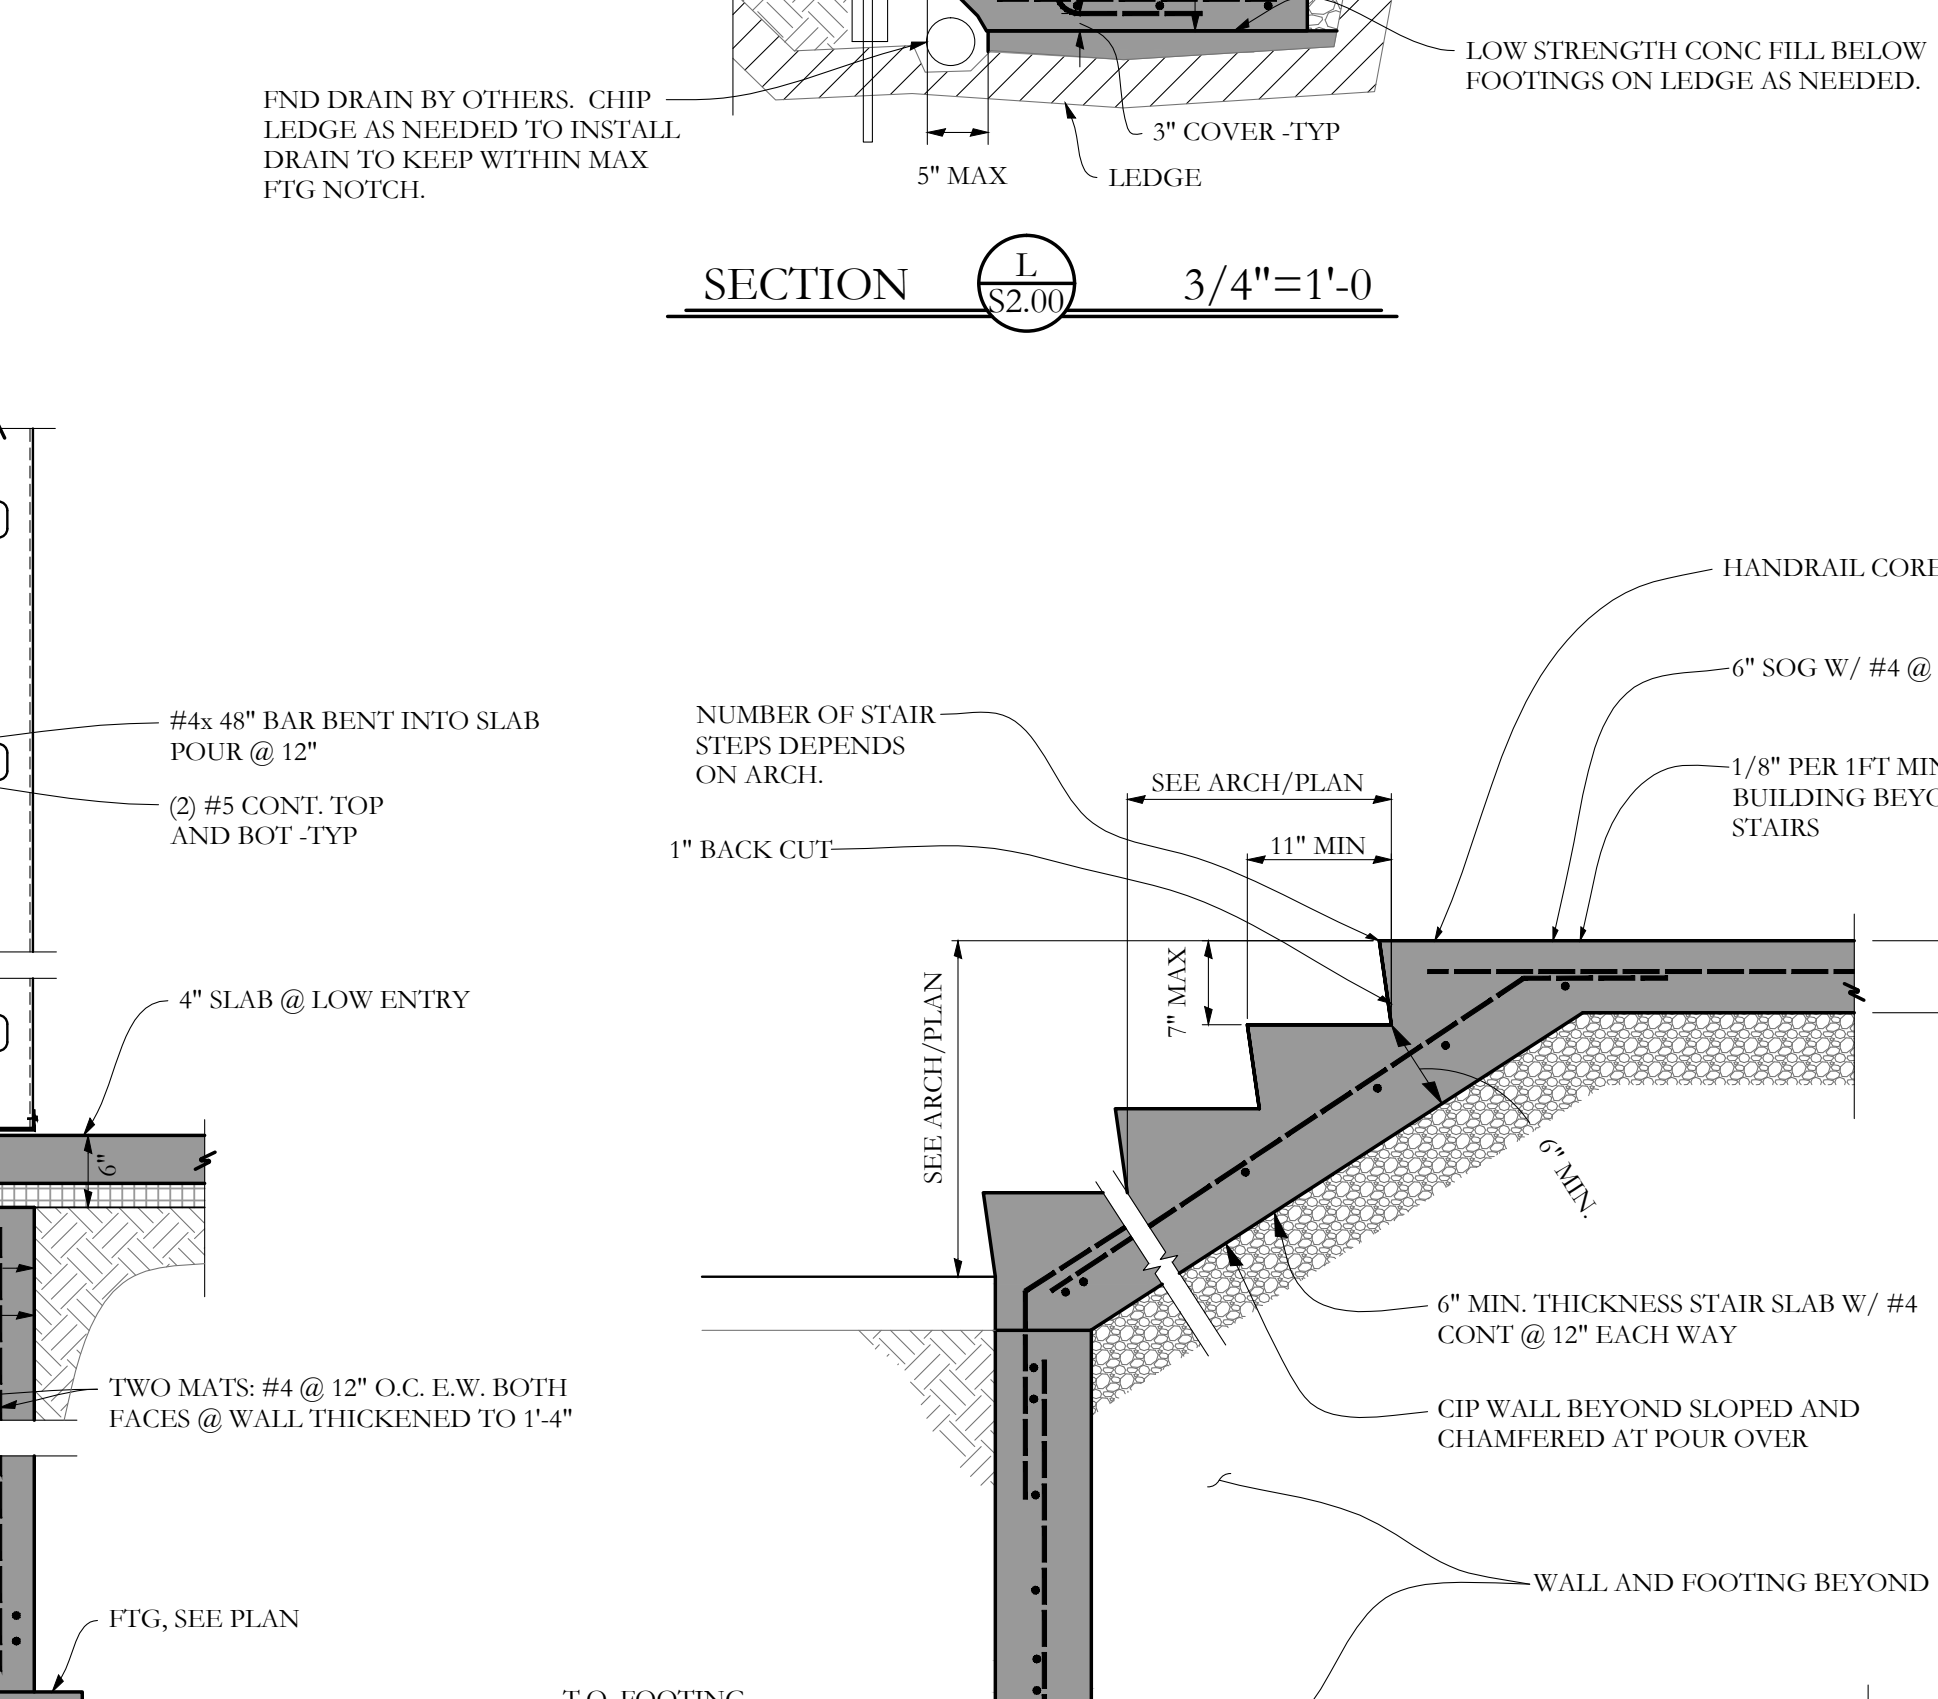 LOW STRENGTH CONC FILL BELOW
FOOTINGS ON LEDGE AS NEEDED.
FND DRAIN BY OTHERS. CHIP
LEDGE AS NEEDED TO INSTALL
DRAIN TO KEEP WITHIN MAX
FTG NOTCH.
3" COVER -TYP
5" MAX
LEDGE
SECTION
L
S2.00
3/4"=1'-0
HANDRAIL CORE
6" SOG W/ #4 @
1/8" PER 1FT MIN
BUILDING BEYO
STAIRS
#4x 48" BAR BENT INTO SLAB
POUR @ 12"
(2) #5 CONT. TOP
AND BOT -TYP
NUMBER OF STAIR
STEPS DEPENDS
ON ARCH.
1" BACK CUT
SEE ARCH/PLAN
11" MIN
7" MAX
SEE ARCH/PLAN
4" SLAB @ LOW ENTRY
6"
6" MIN.
6" MIN. THICKNESS STAIR SLAB W/ #4
CONT @ 12" EACH WAY
TWO MATS: #4 @ 12" O.C. E.W. BOTH
FACES @ WALL THICKENED TO 1'-4"
CIP WALL BEYOND SLOPED AND
CHAMFERED AT POUR OVER
WALL AND FOOTING BEYOND
FTG, SEE PLAN
T.O. FOOTING